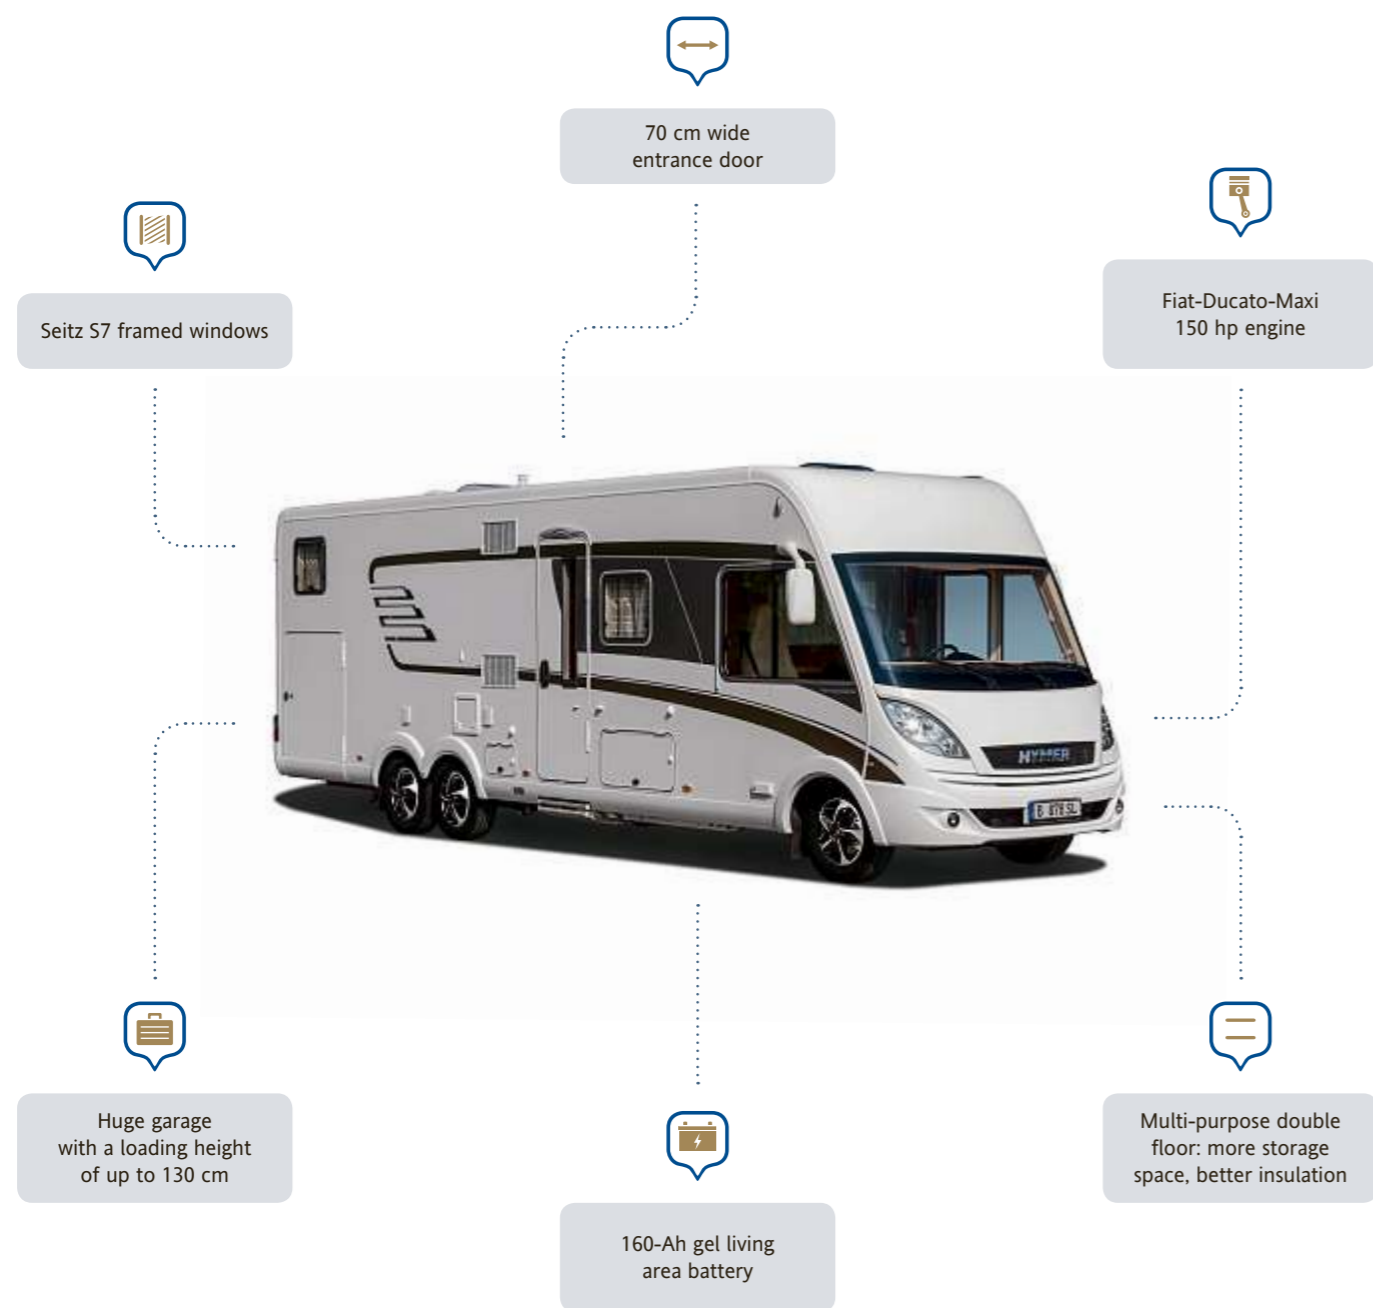 70 cm wide
entrance door
Seitz S7 framed windows
Fiat-Ducato-Maxi
150 hp engine
HYMER
B 878 SL
Huge garage
with a loading height
of up to 130 cm
Multi-purpose double
floor: more storage
space, better insulation
160-Ah gel living
area battery